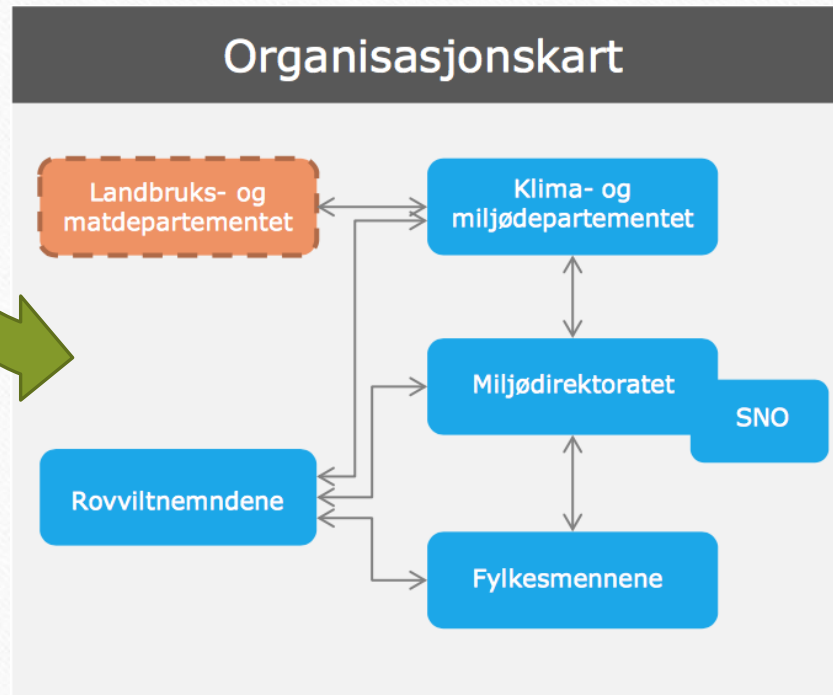 Organisasjonskart
Landbruks- og
matdepartementet
Klima- og
miljødepartementet
Miljødirektoratet
SNO
Rovviltnemndene
Fylkesmennene